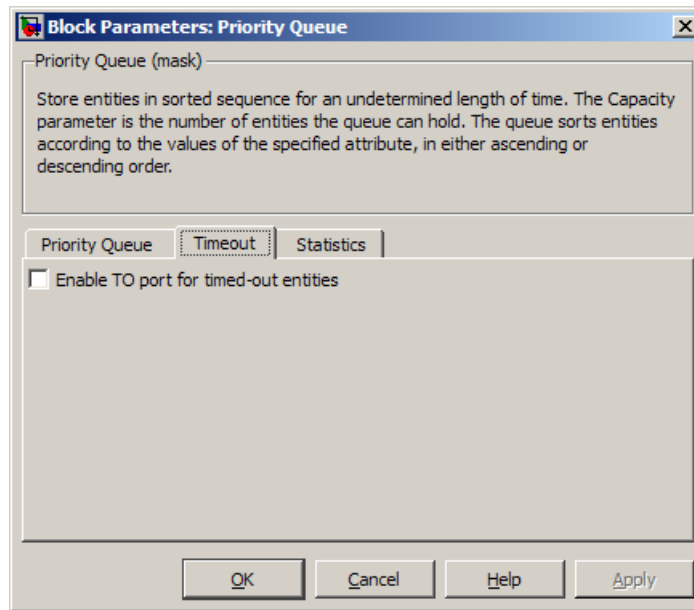 Block Parameters: Priority Queue
Priority Queue (mask)
Store entities in sorted sequence for an undetermined length of time. The Capacity
parameter is the number of entities the queue can hold. The queue sorts entities
according to the values of the specified attribute, in either ascending or
descending order.
Priority Queue Timeout Statistics
Enable TO port for timed-out entities
OK Cancel Help Apply